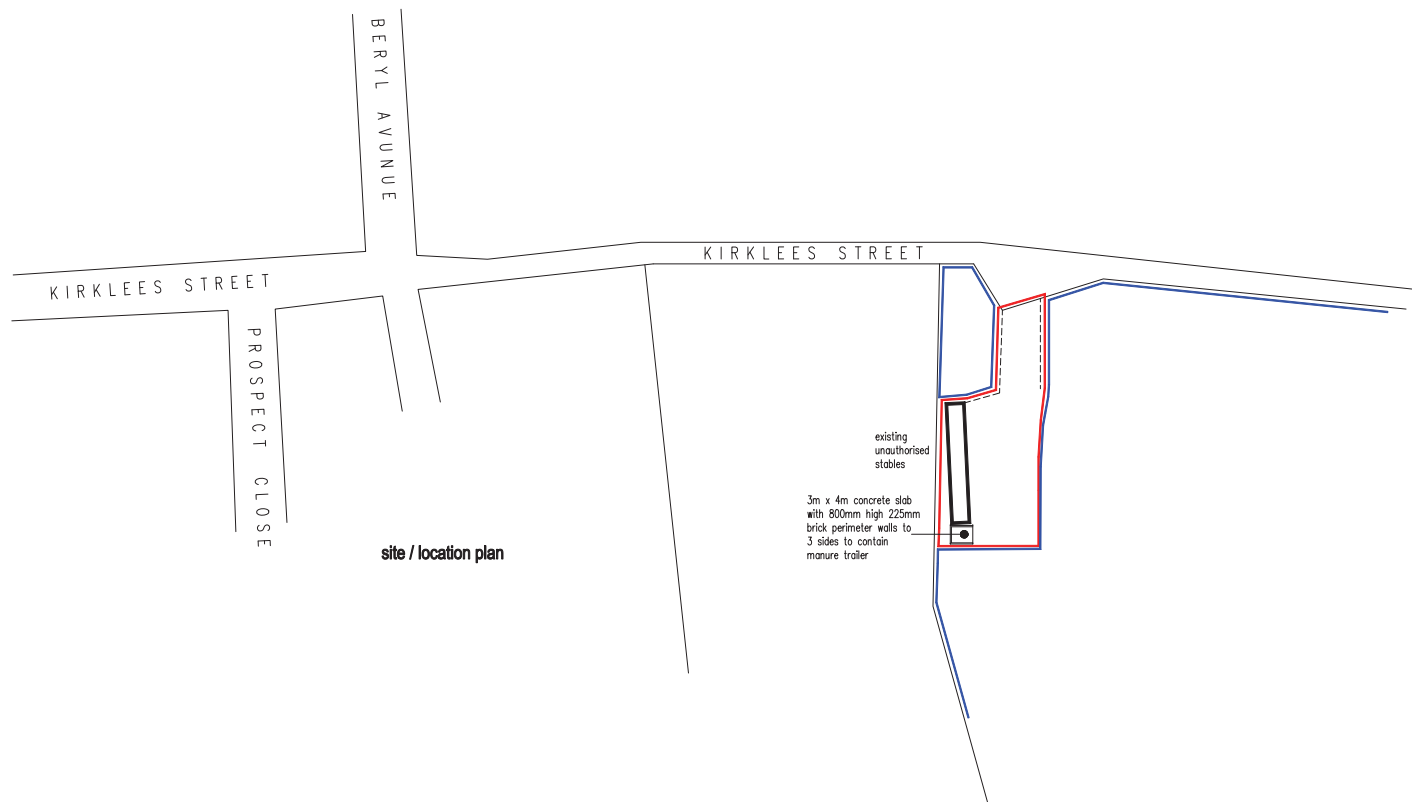 BERYL AVUNUE
KIRKLEES STREET
KIRKLEES STREET
PROSPECT CLOSE
existing
unauthorised
stables
3m x 4m concrete slab
with 800mm high 225mm
brick perimeter walls to
3 sides to contain
manure trailer
site / location plan